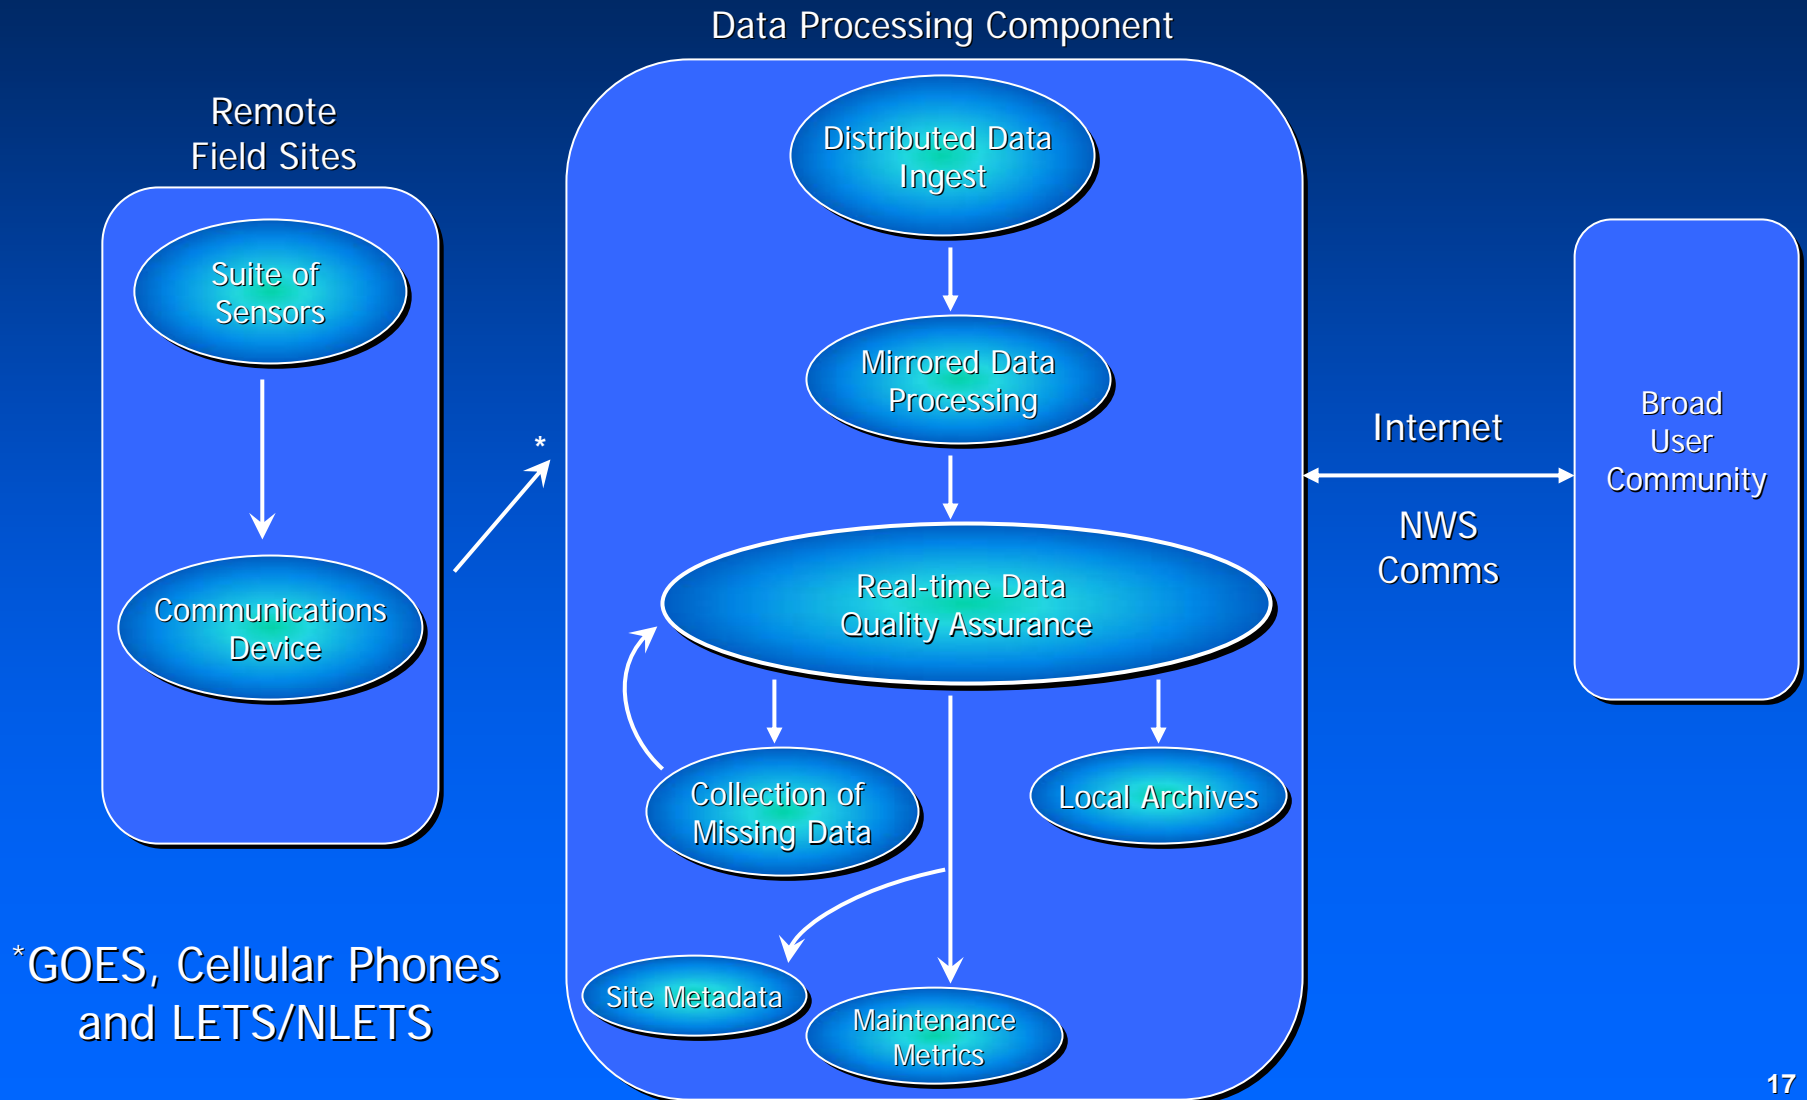 Data Processing Component
Remote
Field Sites
Suite of
Sensors
Communications
Device
*
Distributed Data
Ingest
Mirrored Data
Processing
Real-time Data
Quality Assurance
Collection of
Missing Data
Local Archives
Site Metadata
Maintenance
Metrics
Internet
NWS
Comms
Broad
User
Community
*GOES, Cellular Phones
and LETS/NLETS
17